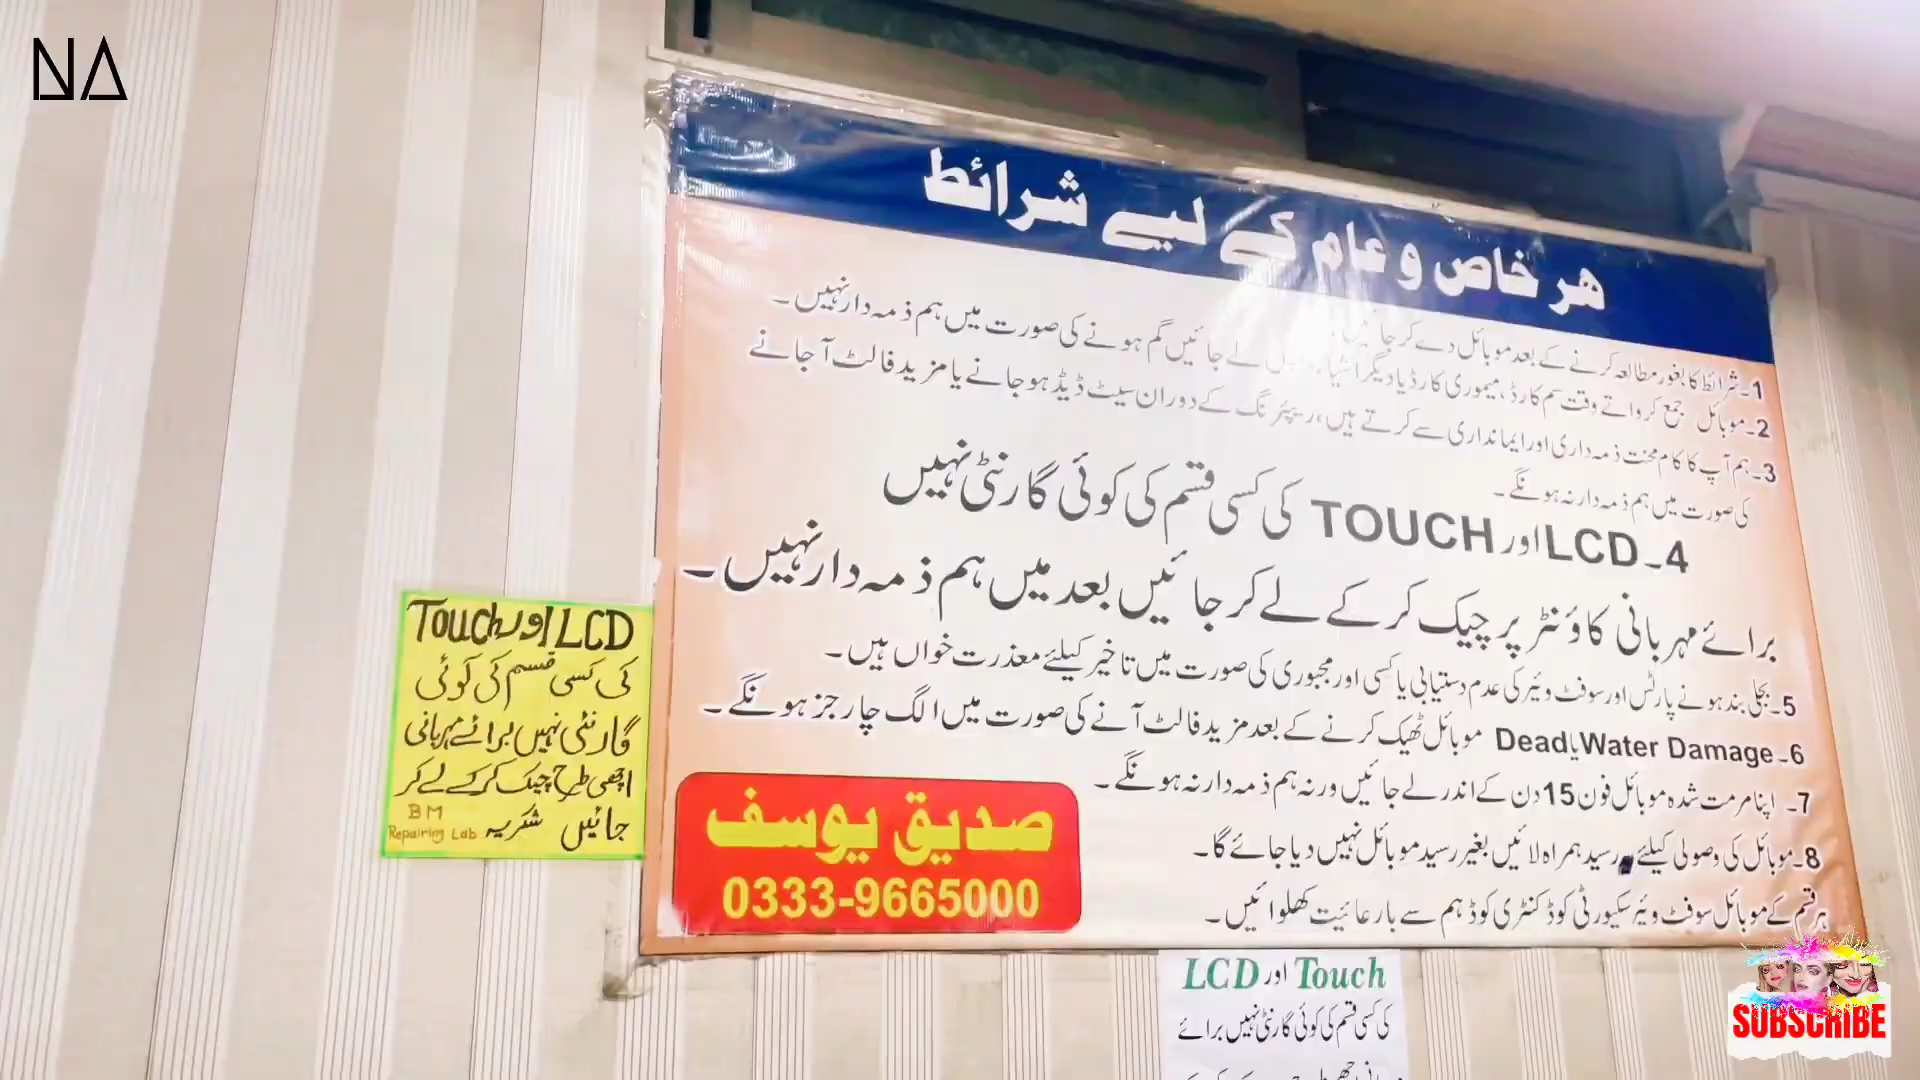 NA
ھر خاص و عام کے لیے شرائط
1۔ شرائط کا بغور مطالعہ کرنے کے بعد موبائل دے کر جائیں۔
2۔ موبائل جمع کرواتے وقت سم کارڈ، میموری کارڈ یا دیگر اشیاء لے جائیں گم ہونے کی صورت میں ہم ذمہ دار نہیں۔
3۔ ہم آپ کا کام محنت ذمہ داری اور ایمانداری سے کرتے ہیں، ریپئرنگ کے دوران سیٹ ڈیڈ ہو جانے یا مزید فالٹ آ جانے
کی صورت میں ہم ذمہ دار نہ ہونگے۔
4۔ LCD اور TOUCH کی کسی قسم کی کوئی گارنٹی نہیں
برائے مہربانی کاؤنٹر پر چیک کر کے لے کر جائیں بعد میں ہم ذمہ دار نہیں۔
5۔ بجلی بند ہونے پارٹس اور سوفٹ ویئر کی عدم دستیابی یا کسی اور مجبوری کی صورت میں تاخیر کیلئے معذرت خواں ہیں۔
6۔ Water Damage یا Dead موبائل ٹھیک کرنے کے بعد مزید فالٹ آنے کی صورت میں الگ چارجز ہونگے۔
7۔ اپنا مرمت شدہ موبائل فون 15 دن کے اندر لے جائیں ورنہ ہم ذمہ دار نہ ہونگے۔
8۔ موبائل کی وصولی کیلئے رسید ہمراہ لائیں بغیر رسید موبائل نہیں دیا جائے گا۔
ہر قسم کے موبائل سوفٹ ویئر سکیورٹی کوڈ کنٹری کوڈ ہم سے بارعائیت کھلوائیں۔
صدیق یوسف
0333-9665000
LCD اور Touch
کی کسی قسم کی کوئی
گارنٹی نہیں برائے مہربانی
اچھی طرح چیک کر کے لے کر
جائیں شکریہ
BM
Repairing Lab
LCD اور Touch
کی کسی قسم کی کوئی گارنٹی نہیں برائے
SUBSCRIBE